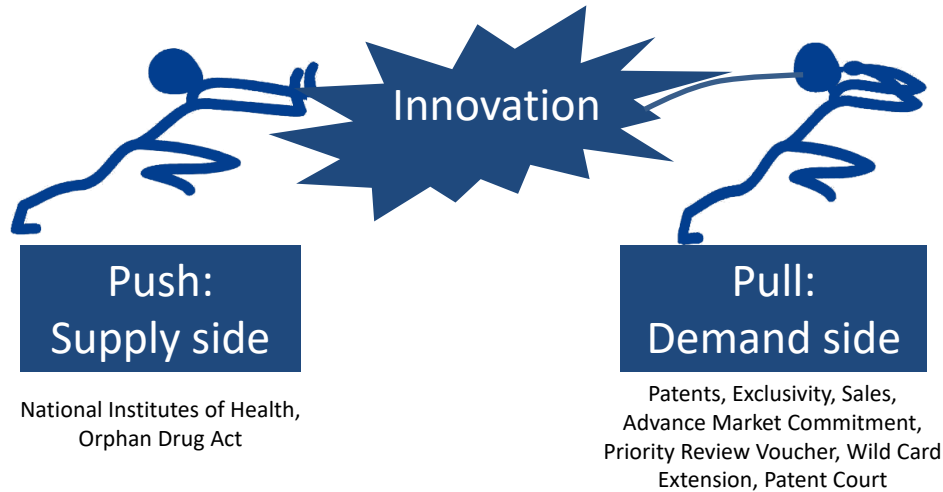 Innovation
Push:
Supply side
National Institutes of Health,
Orphan Drug Act
Pull:
Demand side
Patents, Exclusivity, Sales,
Advance Market Commitment,
Priority Review Voucher, Wild Card
Extension, Patent Court